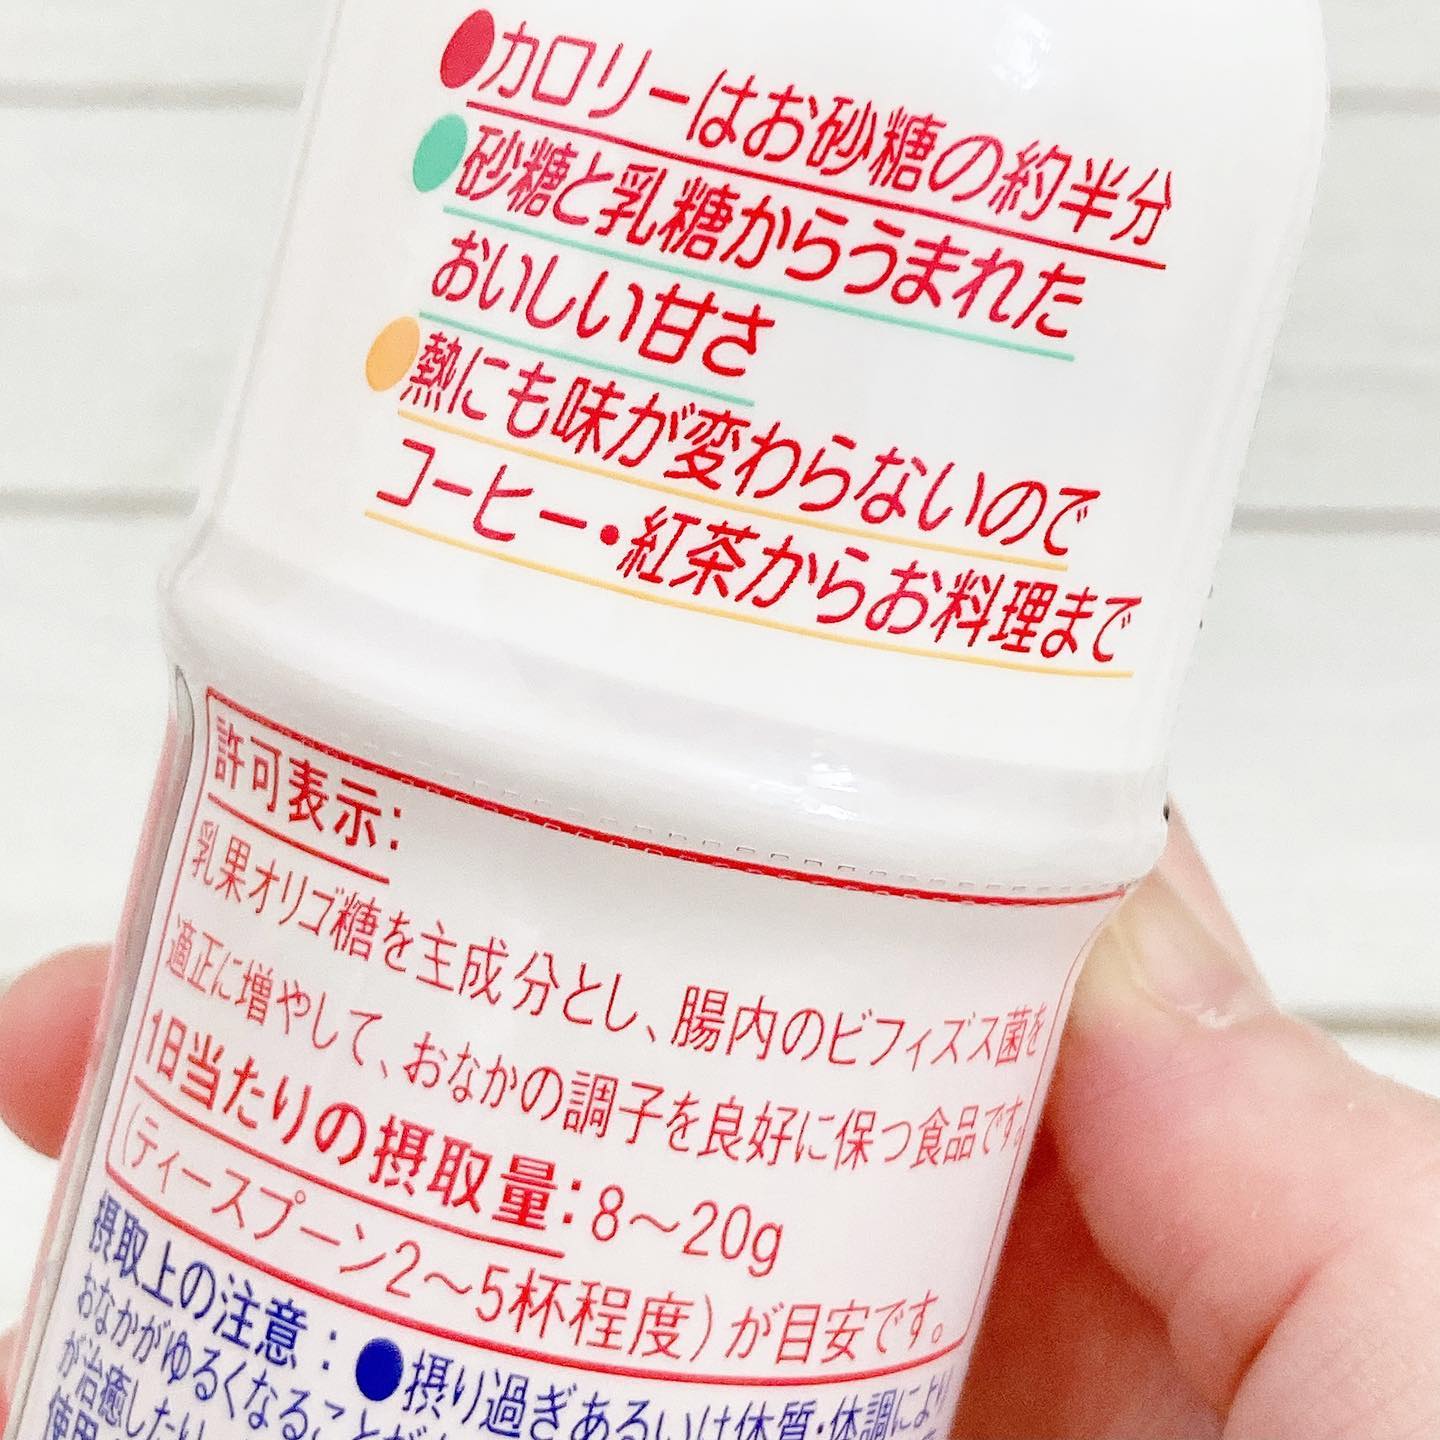 ●カロリーはお砂糖の約半分
●砂糖と乳糖からうまれた
おいしい甘さ
●熱にも味が変わらないので
コーヒー・紅茶からお料理まで
許可表示:
乳果オリゴ糖を主成分とし、腸内のビフィズス菌を
適正に増やして、おなかの調子を良好に保つ食品です。
1日当たりの摂取量:8〜20g
(ティースプーン2〜5杯程度)が目安です。
摂取上の注意:●摂り過ぎあるいは体質・体調により
おなかがゆるくなることが
が治癒したり
使用